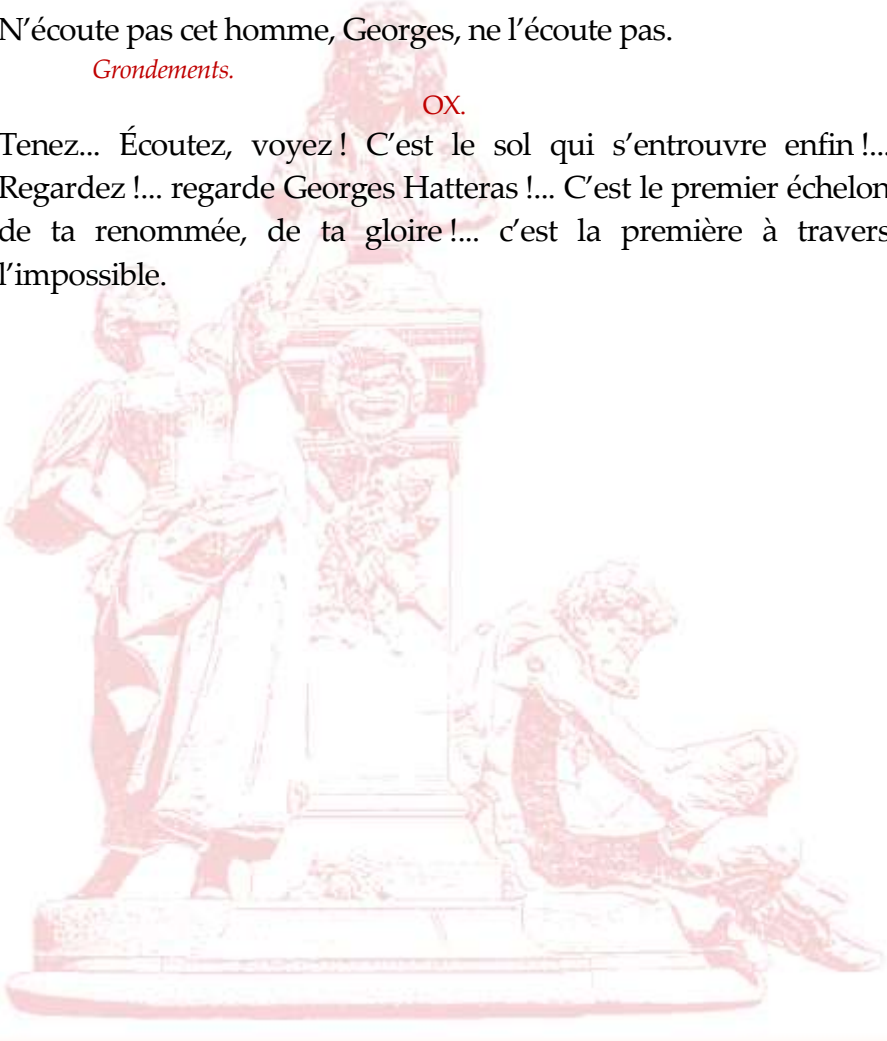 N'écoute pas cet homme, Georges, ne l'écoute pas.
Grondements.
OX.
Tenez... Écoutez, voyez ! C'est le sol qui s'entrouvre enfin !...
Regardez !... regarde Georges Hatteras !... C'est le premier échelon
de ta renommée, de ta gloire !... c'est la première à travers
l'impossible.